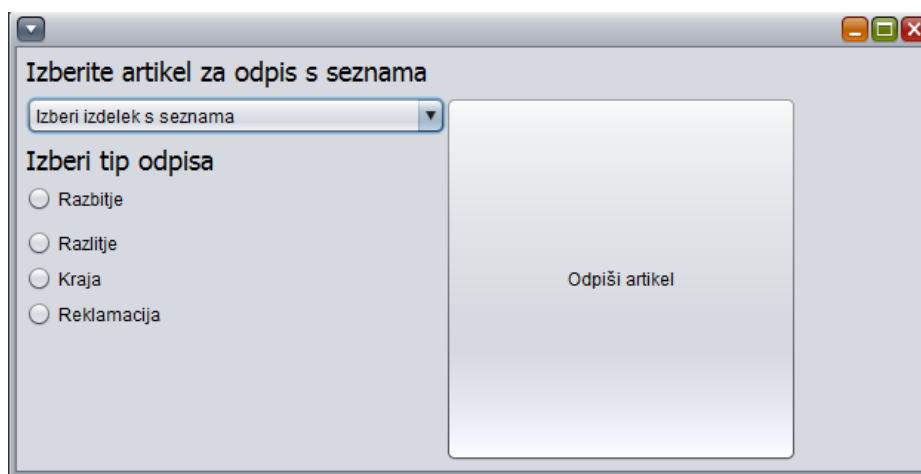 Izberite artikel za odpis s seznama
Izberi izdelek s seznama
Izberi tip odpisa
Razbitje
Razlitje
Kraja
Reklamacija
Odpiši artikel